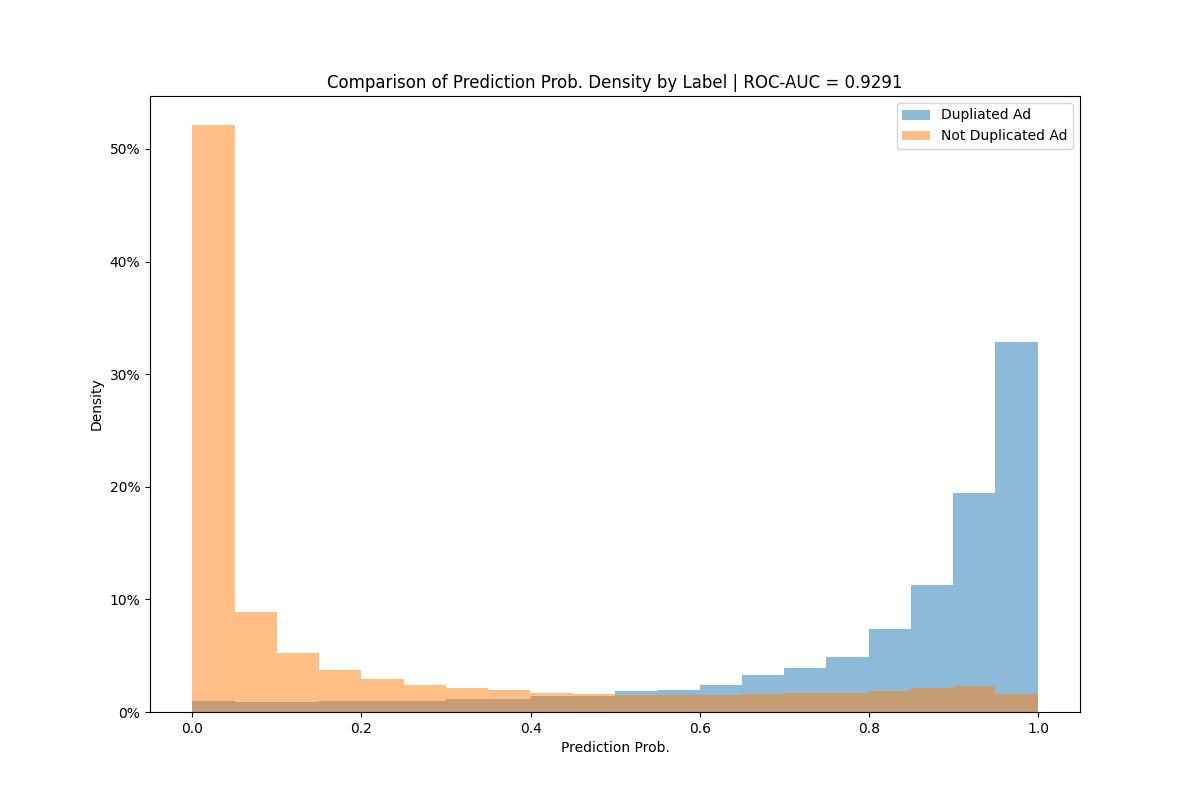 Comparison of Prediction Prob. Density by Label | ROC-AUC = 0.9291
Dupliated Ad
Not Duplicated Ad
50%
40%
30%
20%
10%
0%
Density
0.0 0.2 0.4 0.6 0.8 1.0
Prediction Prob.